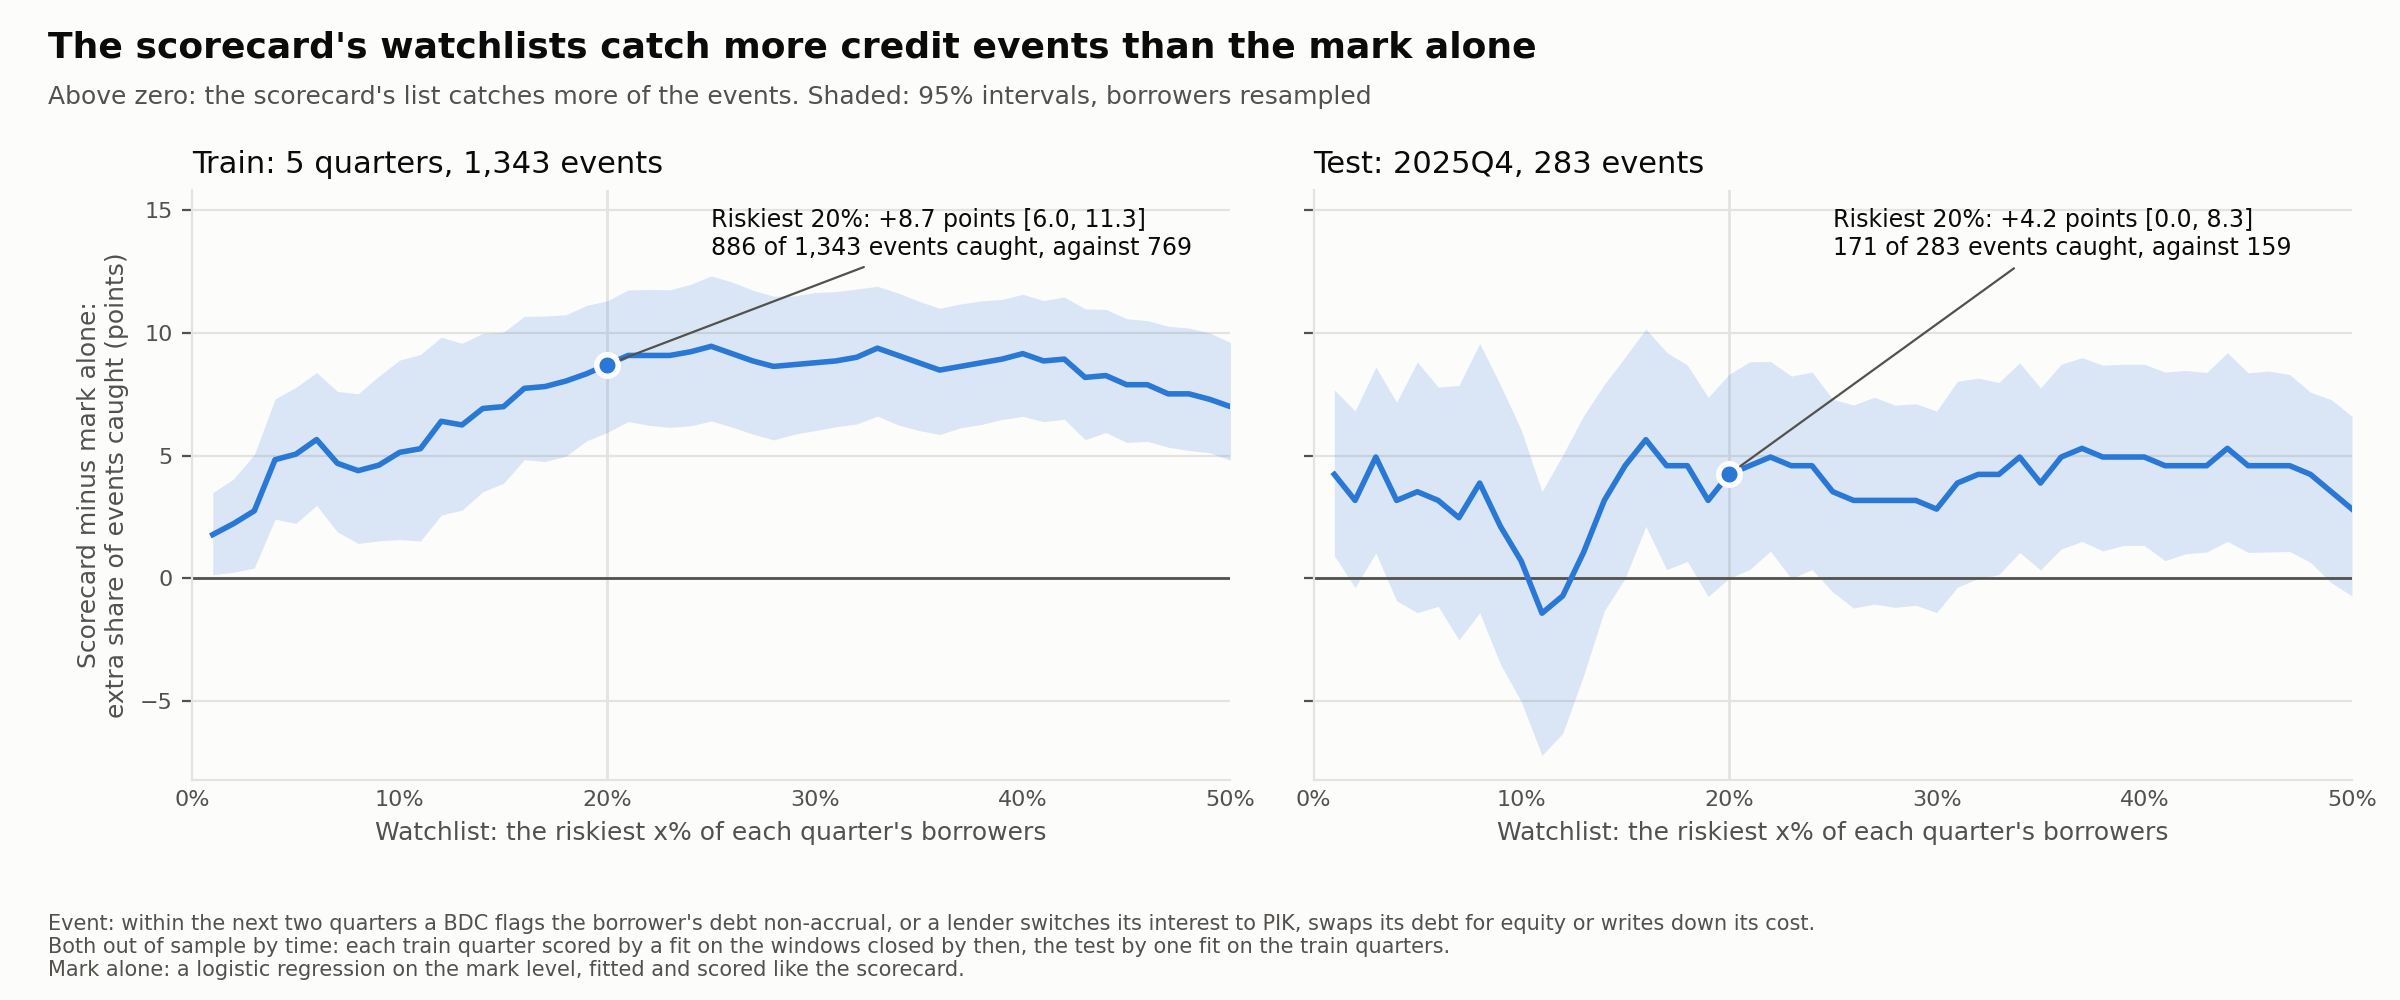 The scorecard's watchlists catch more credit events than the mark alone
Above zero: the scorecard's list catches more of the events. Shaded: 95% intervals, borrowers resampled
Train: 5 quarters, 1,343 events
Scorecard minus mark alone:
extra share of events caught (points)
15
10
5
0
−5
Riskiest 20%: +8.7 points [6.0, 11.3]
886 of 1,343 events caught, against 769
0%
10%
20%
30%
40%
50%
Watchlist: the riskiest x% of each quarter's borrowers
Test: 2025Q4, 283 events
Riskiest 20%: +4.2 points [0.0, 8.3]
171 of 283 events caught, against 159
0%
10%
20%
30%
40%
50%
Watchlist: the riskiest x% of each quarter's borrowers
Event: within the next two quarters a BDC flags the borrower's debt non-accrual, or a lender switches its interest to PIK, swaps its debt for equity or writes down its cost.
Both out of sample by time: each train quarter scored by a fit on the windows closed by then, the test by one fit on the train quarters.
Mark alone: a logistic regression on the mark level, fitted and scored like the scorecard.